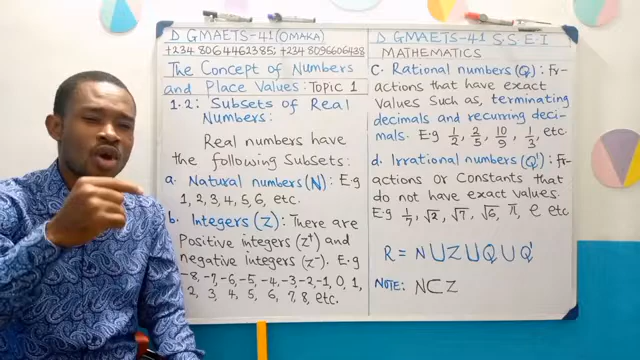 D GMAETS-41 (OMAKA)
+234 8064462385; +234 8096606438
The Concept of Numbers
and Place Values: Topic 1
1.2: Subsets of Real
Numbers:
Real numbers have
the following Subsets:
a. Natural numbers (N): E.g
1, 2, 3, 4, 5, 6, etc.
b. Integers (Z): There are
Positive integers (Z⁺) and
negative integers (Z⁻). E.g
-8, -7, -6, -5, -4, -3, -2, -1, 0, 1,
2, 3, 4, 5, 6, 7, 8, etc.
D GMAETS-41 S.S.E.I
MATHEMATICS
C. Rational numbers (Q): Fr-
actions that have exact
Values Such as, terminating
decimals and recurring deci-
mals. E.g 1/2, 2/5, 10/9, 1/3, etc.
d. Irrational numbers (Q'): Fr-
actions or Constants that
do not have exact values.
E.g 1/7, √2, √7, √6, π, e etc
R = N ∪ Z ∪ Q ∪ Q'
NOTE: N⊂Z